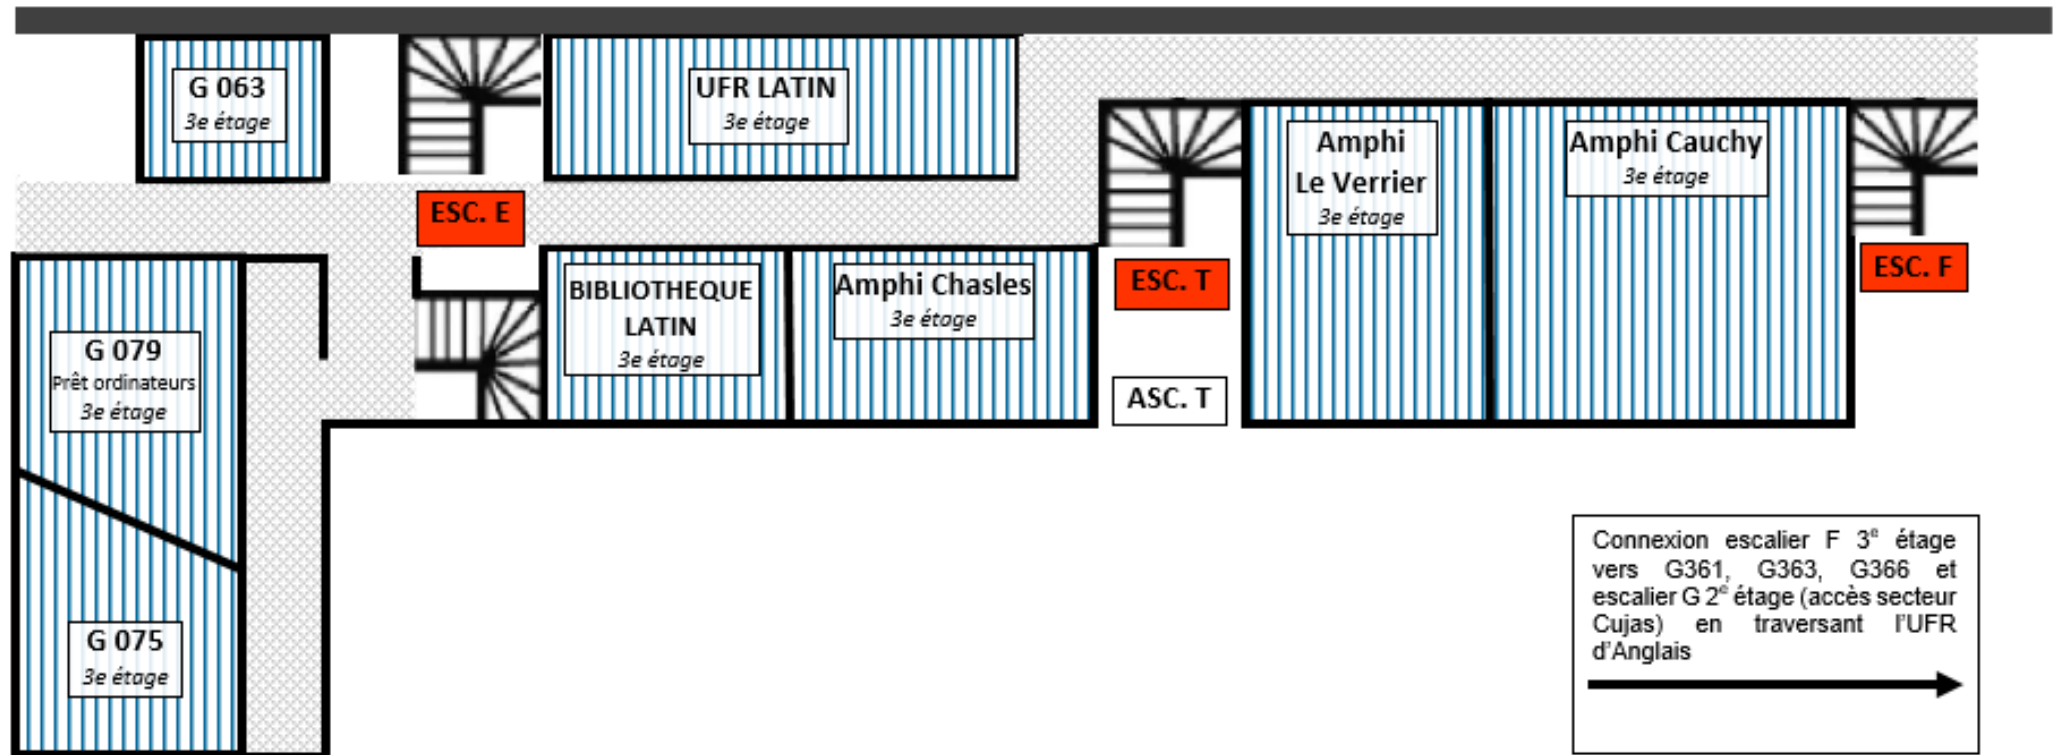 G 063
3e étage
UFR LATIN
3e étage
Amphi
Le Verrier
3e étage
Amphi Cauchy
3e étage
ESC. E
ESC. T
ESC. F
BIBLIOTHEQUE
LATIN
3e étage
Amphi Chasles
3e étage
ASC. T
G 079
Prêt ordinateurs
3e étage
G 075
3e étage
Connexion escalier F 3e étage
vers G361, G363, G366 et
escalier G 2e étage (accès secteur
Cujas) en traversant l'UFR
d'Anglais